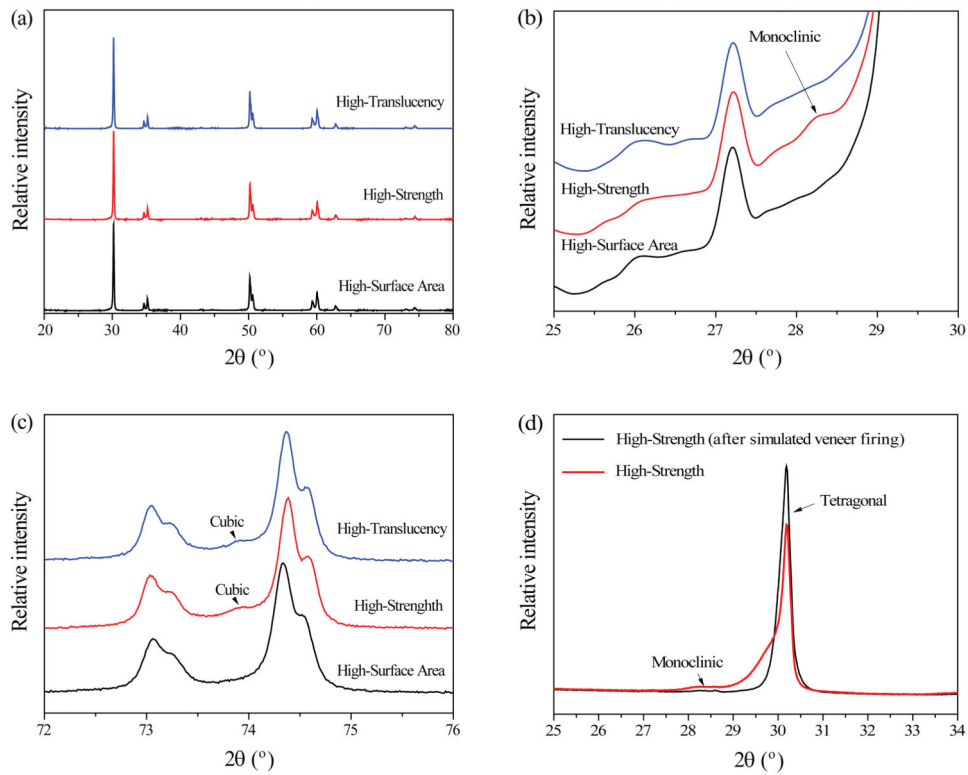 (a)
Relative intensity
High-Translucency
High-Strength
High-Surface Area
20 30 40 50 60 70 80
2θ (°)
(b)
Relative intensity
Monoclinic
High-Translucency
High-Strength
High-Surface Area
25 26 27 28 29 30
2θ (°)
(c)
Relative intensity
Cubic
High-Translucency
Cubic
High-Strenghth
High-Surface Area
72 73 74 75 76
2θ (°)
(d)
Relative intensity
High-Strength (after simulated veneer firing)
High-Strength
Tetragonal
Monoclinic
25 26 27 28 29 30 31 32 33 34
2θ (°)